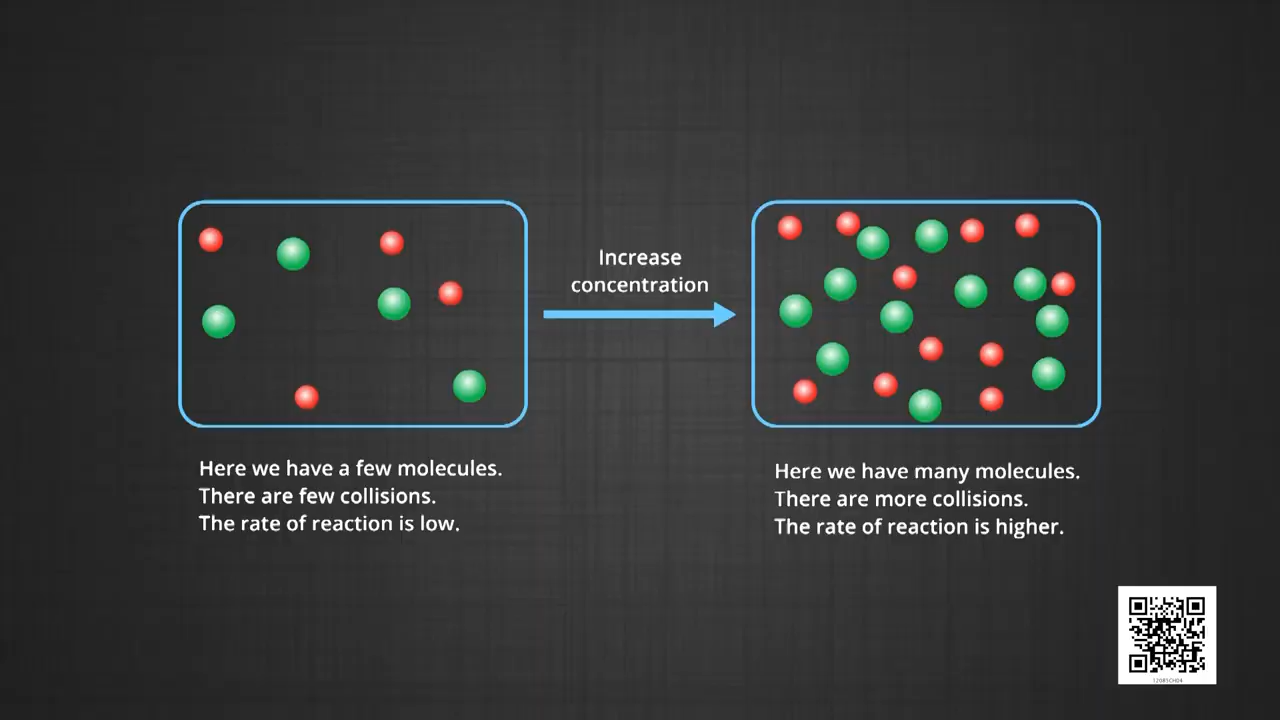 Increase
concentration
Here we have a few molecules.
There are few collisions.
The rate of reaction is low.
Here we have many molecules.
There are more collisions.
The rate of reaction is higher.
12085CH04